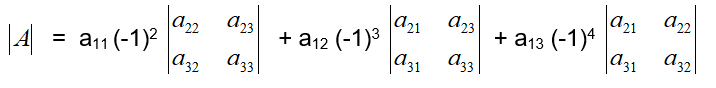 |A| = a₁₁ (-1)² |a₂₂ a₂₃; a₃₂ a₃₃| + a₁₂ (-1)³ |a₂₁ a₂₃; a₃₁ a₃₃| + a₁₃ (-1)⁴ |a₂₁ a₂₂; a₃₁ a₃₂|